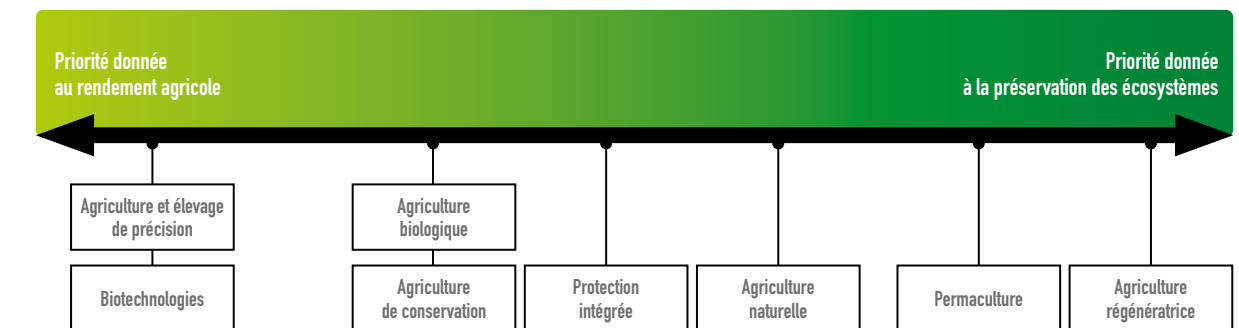 Priorité donnée
au rendement agricole
Priorité donnée
à la préservation des écosystèmes
Agriculture et élevage
de précision
Agriculture
biologique
Biotechnologies
Agriculture
de conservation
Protection
intégrée
Agriculture
naturelle
Permaculture
Agriculture
régénératrice